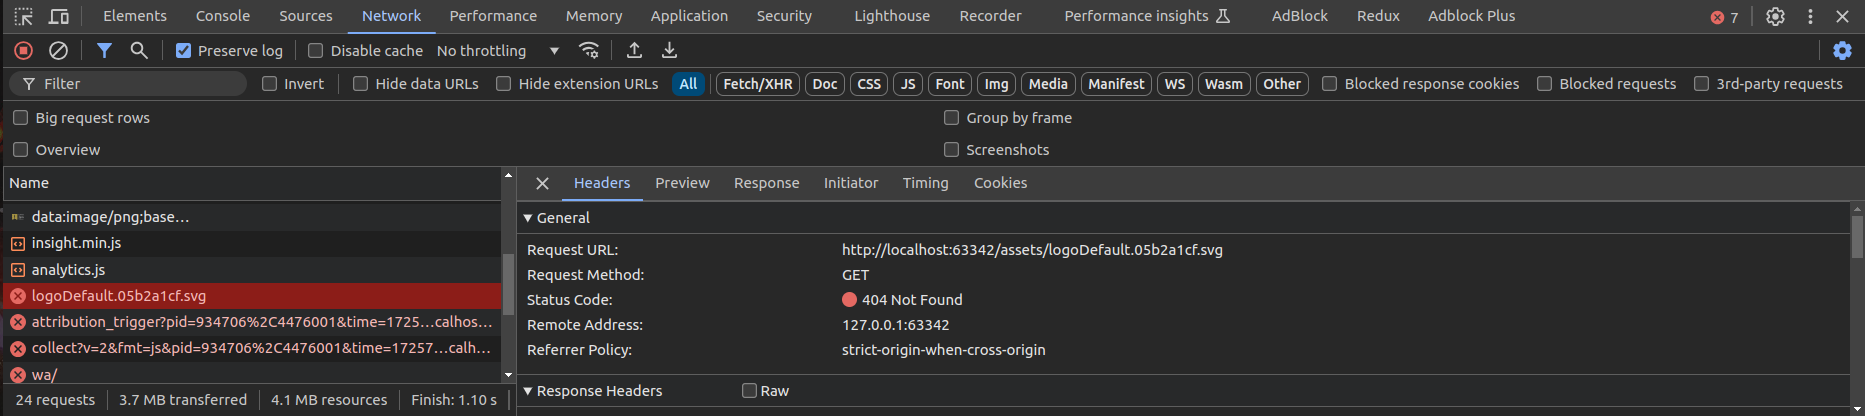 Elements Console Sources Network Performance Memory Application Security Lighthouse Recorder Performance insights AdBlock Redux Adblock Plus 7
Preserve log Disable cache No throttling
Filter Invert Hide data URLs Hide extension URLs All Fetch/XHR Doc CSS JS Font Img Media Manifest WS Wasm Other Blocked response cookies Blocked requests 3rd-party requests
Big request rows Group by frame
Overview Screenshots
Name
data:image/png;base…
insight.min.js
analytics.js
logoDefault.05b2a1cf.svg
attribution_trigger?pid=934706%2C4476001&time=1725…calhos…
collect?v=2&fmt=js&pid=934706%2C4476001&time=17257…calh…
wa/
24 requests 3.7 MB transferred 4.1 MB resources Finish: 1.10 s
Headers Preview Response Initiator Timing Cookies
General
Request URL: http://localhost:63342/assets/logoDefault.05b2a1cf.svg
Request Method: GET
Status Code: 404 Not Found
Remote Address: 127.0.0.1:63342
Referrer Policy: strict-origin-when-cross-origin
Response Headers Raw